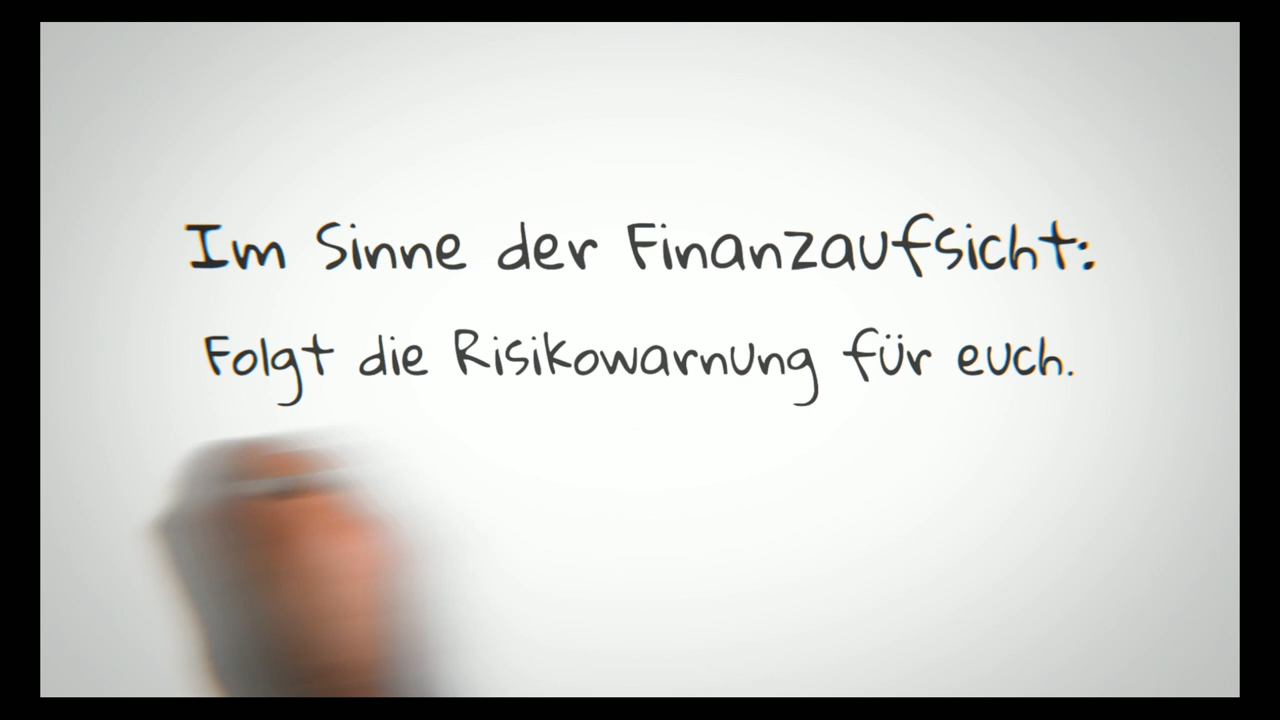 Im Sinne der Finanzaufsicht:
Folgt die Risikowarnung für euch.